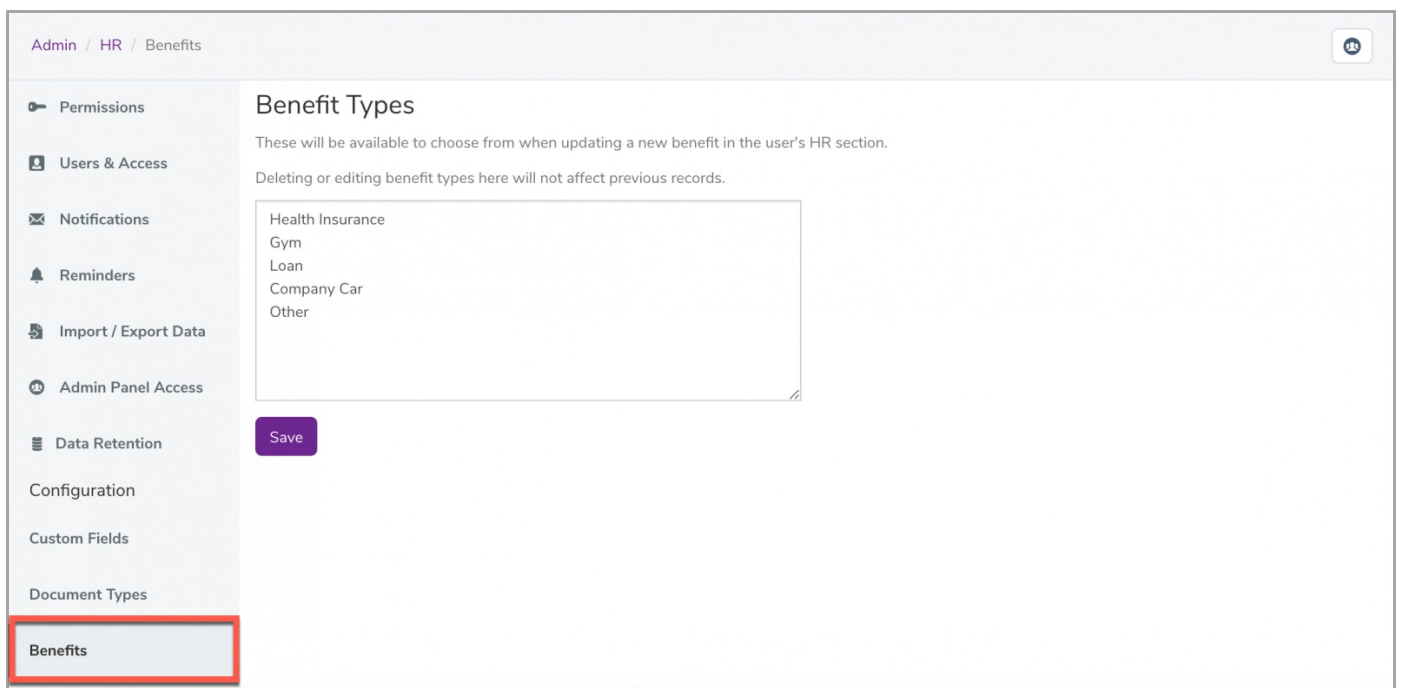 Admin / HR / Benefits
Permissions
Users & Access
Notifications
Reminders
Import / Export Data
Admin Panel Access
Data Retention
Configuration
Custom Fields
Document Types
Benefits
Benefit Types
These will be available to choose from when updating a new benefit in the user's HR section.
Deleting or editing benefit types here will not affect previous records.
Health Insurance
Gym
Loan
Company Car
Other
Save